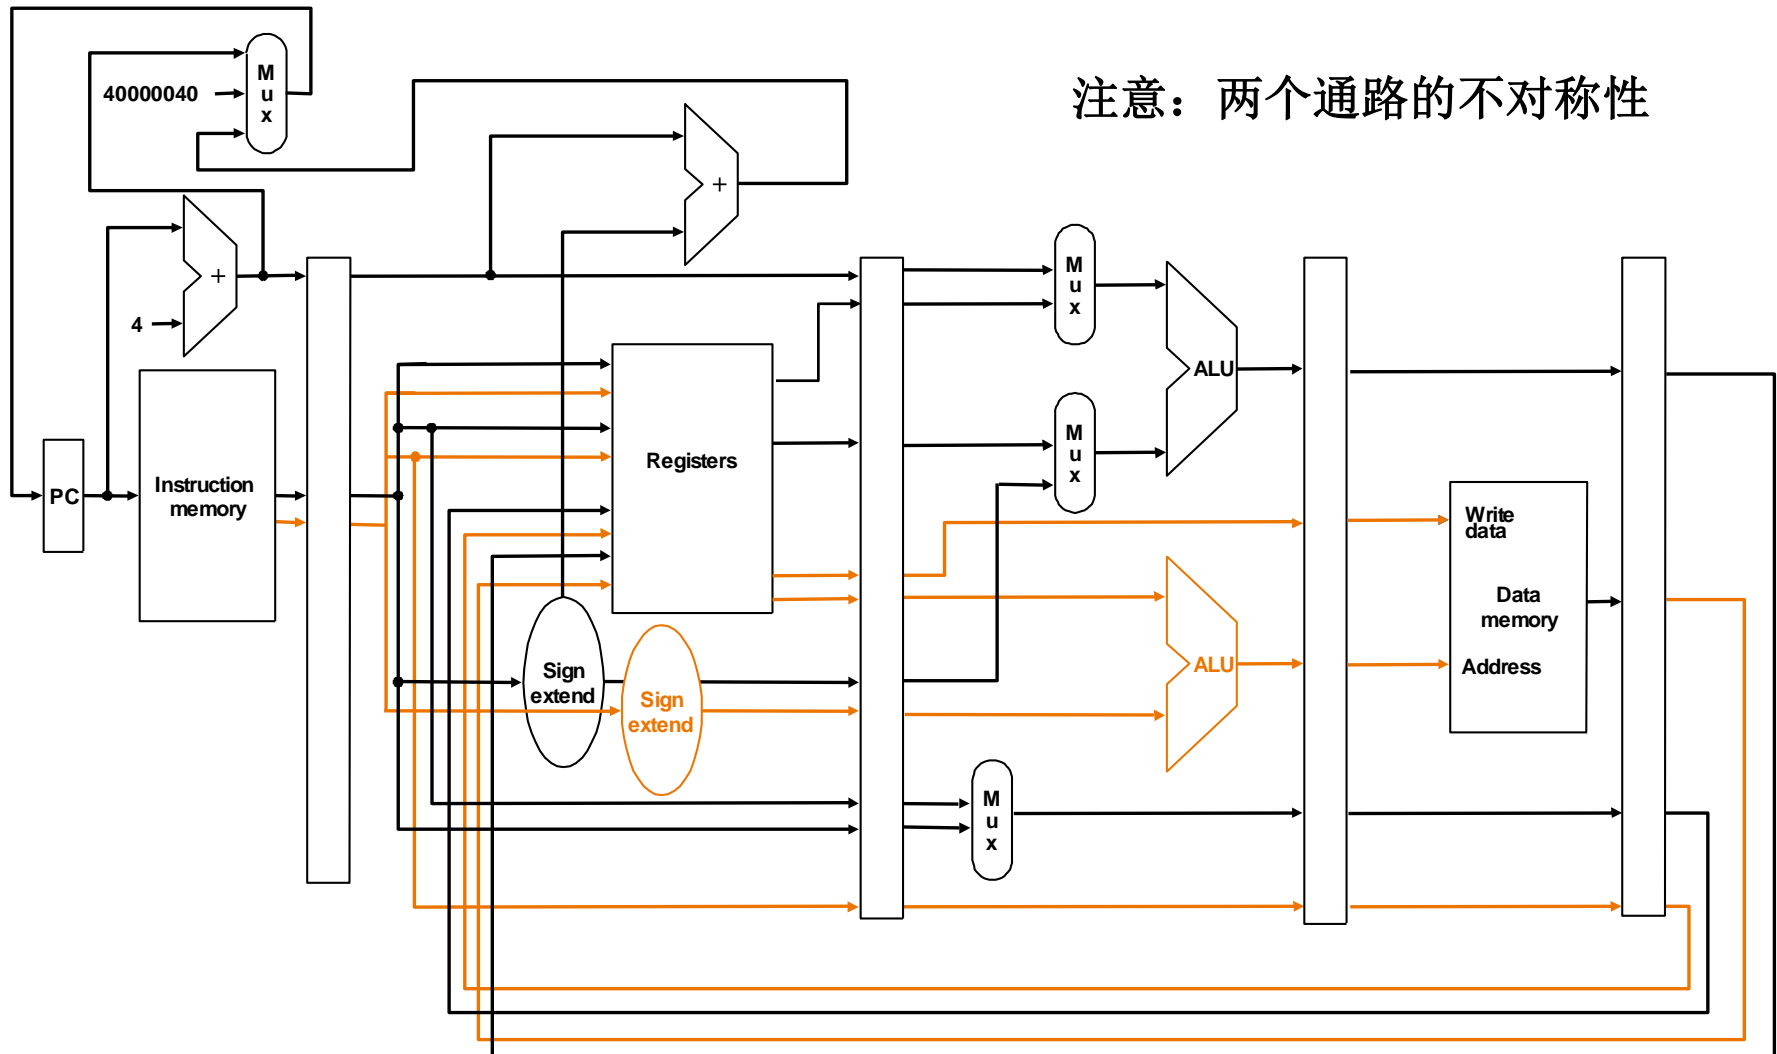 注意：两个通路的不对称性
M
u
x
40000040
+
4
+
M
u
x
ALU
PC
Instruction
memory
Registers
M
u
x
Write
data
Data
memory
Address
Sign
extend
Sign
extend
ALU
M
u
x